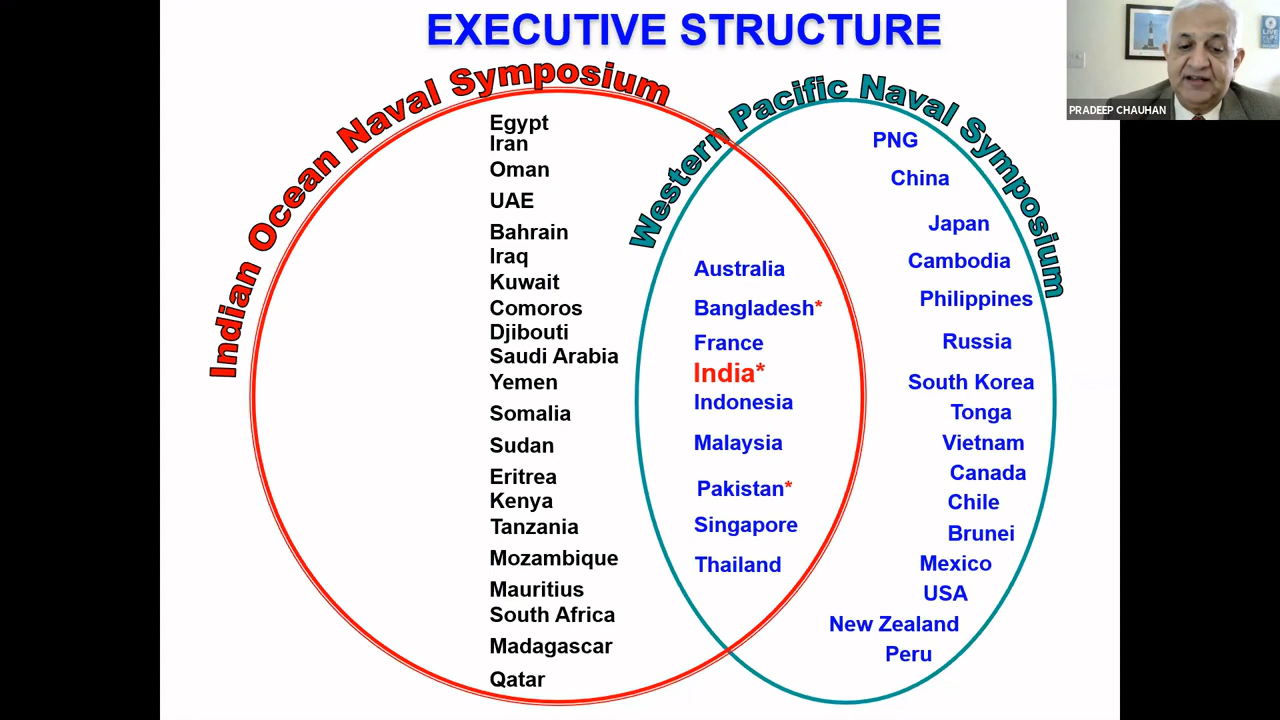 EXECUTIVE STRUCTURE
Indian Ocean Naval Symposium
Western Pacific Naval Symposium
PRADEEP CHAUHAN
Egypt
Iran
Oman
UAE
Bahrain
Iraq
Kuwait
Comoros
Djibouti
Saudi Arabia
Yemen
Somalia
Sudan
Eritrea
Kenya
Tanzania
Mozambique
Mauritius
South Africa
Madagascar
Qatar
Australia
Bangladesh*
France
India*
Indonesia
Malaysia
Pakistan*
Singapore
Thailand
PNG
China
Japan
Cambodia
Philippines
Russia
South Korea
Tonga
Vietnam
Canada
Chile
Brunei
Mexico
USA
New Zealand
Peru
LIVE